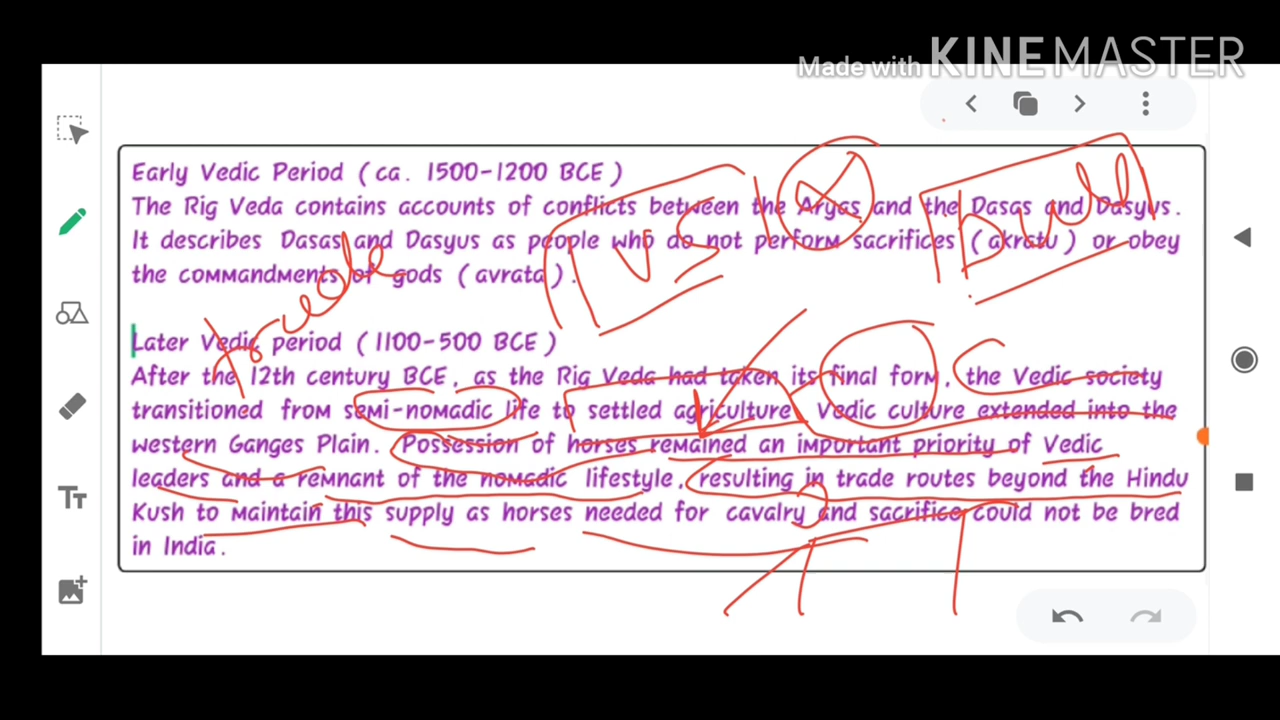 Made with KINEMASTER
Early Vedic Period (ca. 1500-1200 BCE)
The Rig Veda contains accounts of conflicts between the Aryas and the Dasas and Dasyus.
It describes Dasas and Dasyus as people who do not perform sacrifices (akratu) or obey
the commandments of gods (avrata).
Later Vedic period (1100-500 BCE)
After the 12th century BCE, as the Rig Veda had taken its final form, the Vedic society
transitioned from semi-nomadic life to settled agriculture. Vedic culture extended into the
western Ganges Plain. Possession of horses remained an important priority of Vedic
leaders and a remnant of the nomadic lifestyle, resulting in trade routes beyond the Hindu
Kush to maintain this supply as horses needed for cavalry and sacrifice could not be bred
in India.
trade
VS